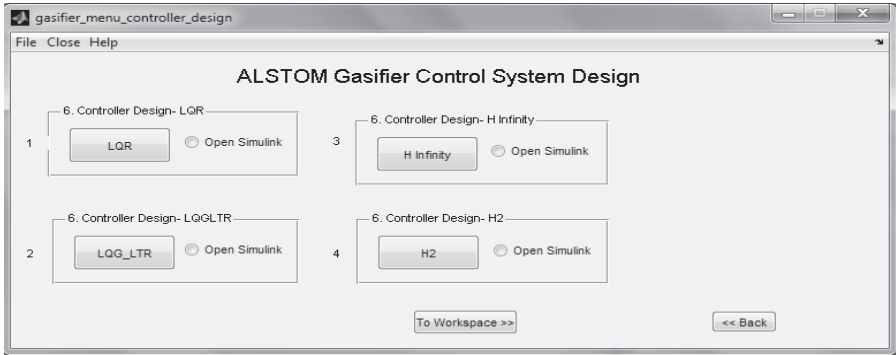 gasifier_menu_controller_design
File Close Help
ALSTOM Gasifier Control System Design
6. Controller Design- LQR
1 LQR Open Simulink
6. Controller Design- H Infinity
3 H Infinity Open Simulink
6. Controller Design- LQGLTR
2 LQG_LTR Open Simulink
6. Controller Design- H2
4 H2 Open Simulink
To Workspace >>
<< Back